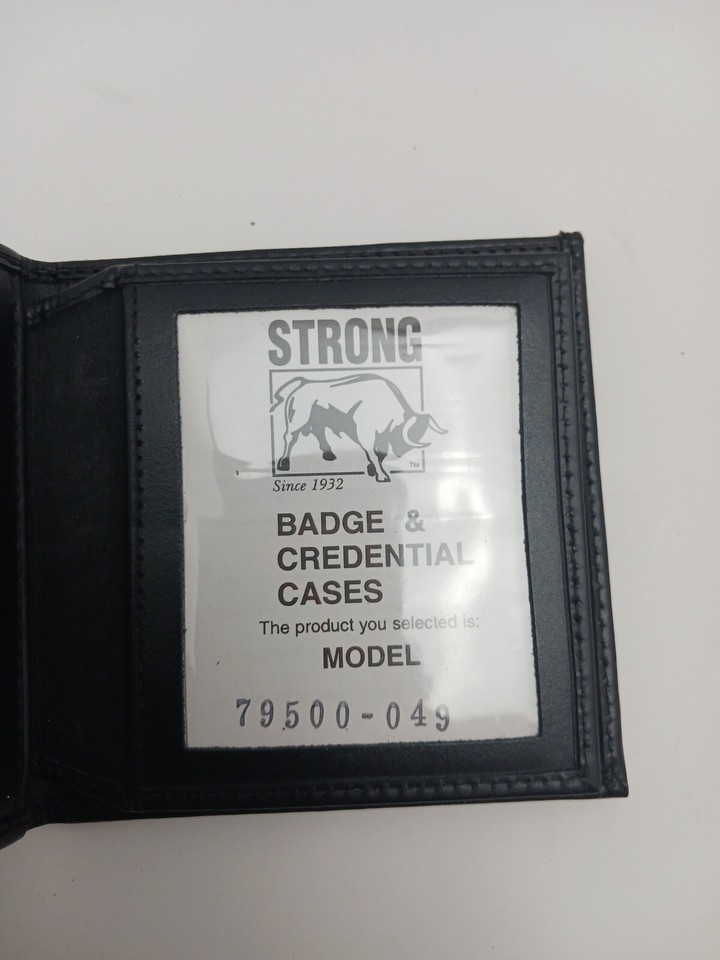 STRONG
TM
Since 1932
BADGE &
CREDENTIAL
CASES
The product you selected is:
MODEL
79500-049